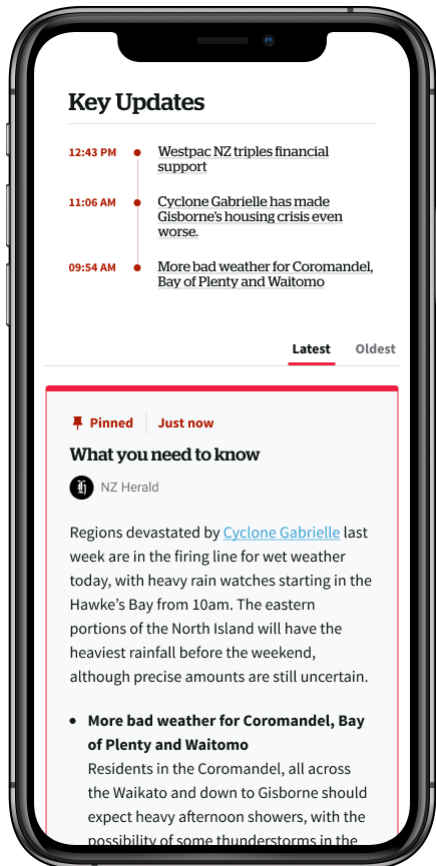 Key Updates
12:43 PM
Westpac NZ triples financial
support
11:06 AM
Cyclone Gabrielle has made
Gisborne's housing crisis even
worse.
09:54 AM
More bad weather for Coromandel,
Bay of Plenty and Waitomo
Latest Oldest
Pinned Just now
What you need to know
NZ Herald
Regions devastated by Cyclone Gabrielle last
week are in the firing line for wet weather
today, with heavy rain watches starting in the
Hawke's Bay from 10am. The eastern
portions of the North Island will have the
heaviest rainfall before the weekend,
although precise amounts are still uncertain.
• More bad weather for Coromandel, Bay
of Plenty and Waitomo
Residents in the Coromandel, all across
the Waikato and down to Gisborne should
expect heavy afternoon showers, with the
possibility of some thunderstorms in the